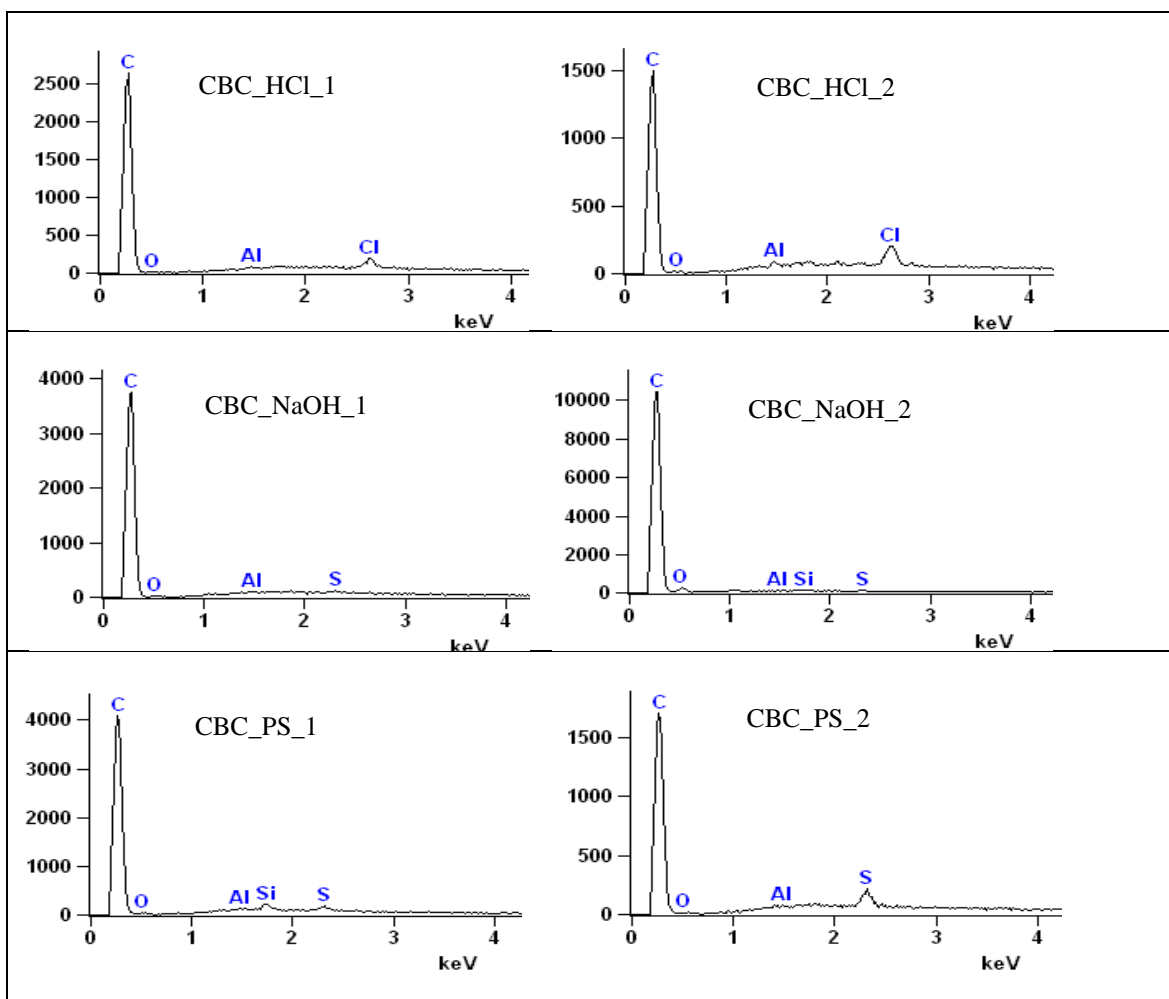 CBC_HCl_1
C
2500
2000
1500
1000
500
0
O
Al
Cl
0 1 2 3 4
keV
CBC_HCl_2
C
1500
1000
500
0
O
Al
Cl
0 1 2 3 4
keV
CBC_NaOH_1
C
4000
3000
2000
1000
0
O
Al
S
0 1 2 3 4
keV
CBC_NaOH_2
C
10000
8000
6000
4000
2000
0
O
Al Si
S
0 1 2 3 4
keV
CBC_PS_1
C
4000
3000
2000
1000
0
O
Al Si
S
0 1 2 3 4
keV
CBC_PS_2
C
1500
1000
500
0
O
Al
S
0 1 2 3 4
keV